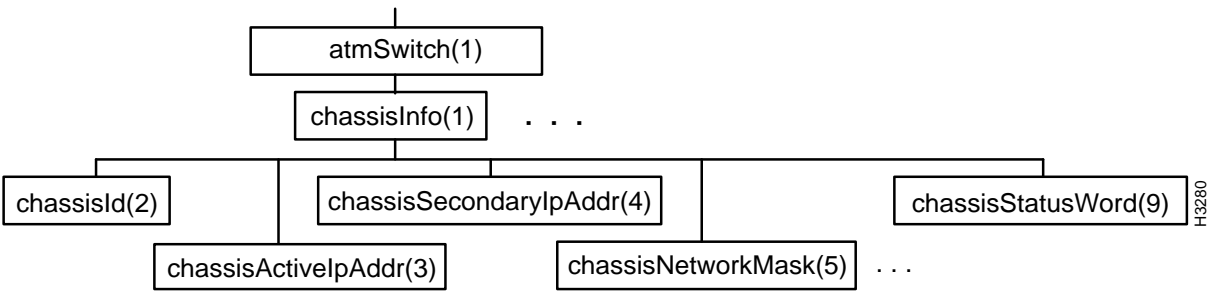 atmSwitch(1)
chassisInfo(1) . . .
chassisId(2)
chassisSecondaryIpAddr(4)
chassisStatusWord(9)
chassisActiveIpAddr(3)
chassisNetworkMask(5) . . .
H3280